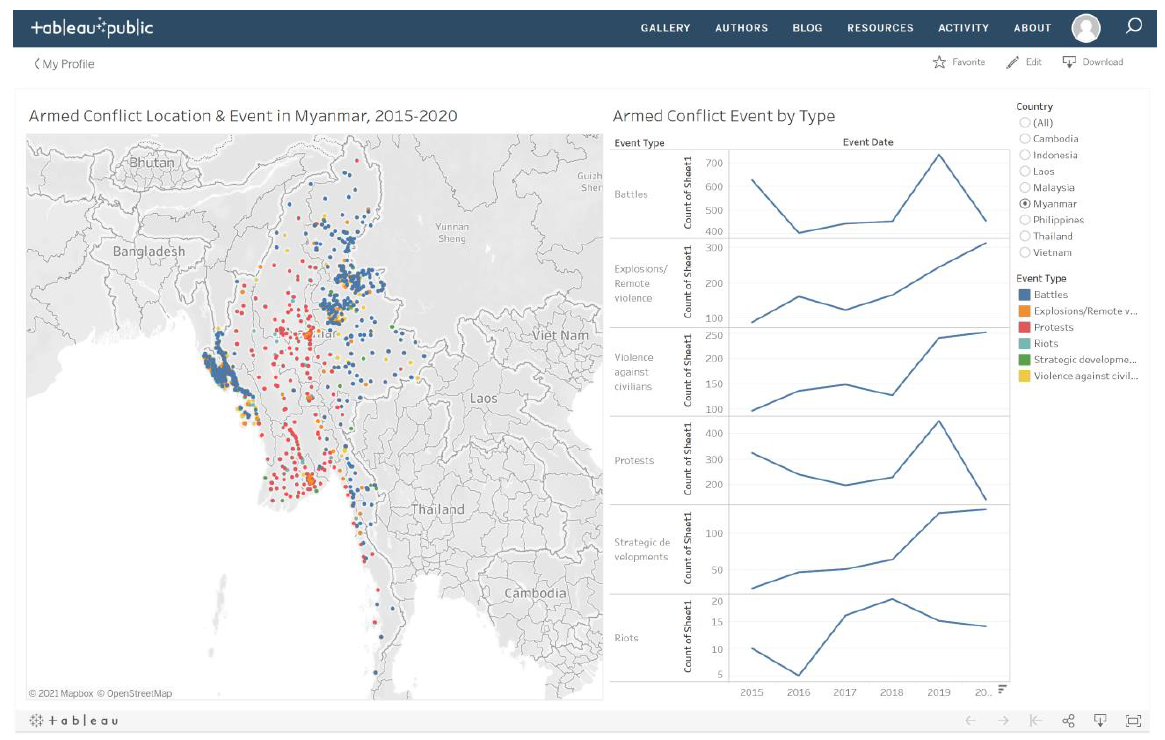 +ableau public
GALLERY AUTHORS BLOG RESOURCES ACTIVITY ABOUT
My Profile
Favorite Edit Download
Armed Conflict Location & Event in Myanmar, 2015-2020
Bhutan
Bangladesh
Yunnan
Sheng
Guizh
Shen
Viet Nam
Laos
Thailand
Cambodia
© 2021 Mapbox © OpenStreetMap
Armed Conflict Event by Type
Event Type Event Date
Battles
Count of Sheet1
700
600
500
400
Explosions/
Remote
violence
Count of Sheet1
300
200
100
Violence
against
civilians
Count of Sheet1
250
200
150
100
Protests
Count of Sheet1
400
300
200
Strategic de
velopments
Count of Sheet1
100
50
Riots
Count of Sheet1
20
15
10
5
2015 2016 2017 2018 2019 20..
Country
(All)
Cambodia
Indonesia
Laos
Malaysia
Myanmar
Philippines
Thailand
Vietnam
Event Type
Battles
Explosions/Remote v...
Protests
Riots
Strategic developme...
Violence against civil...
+ableau